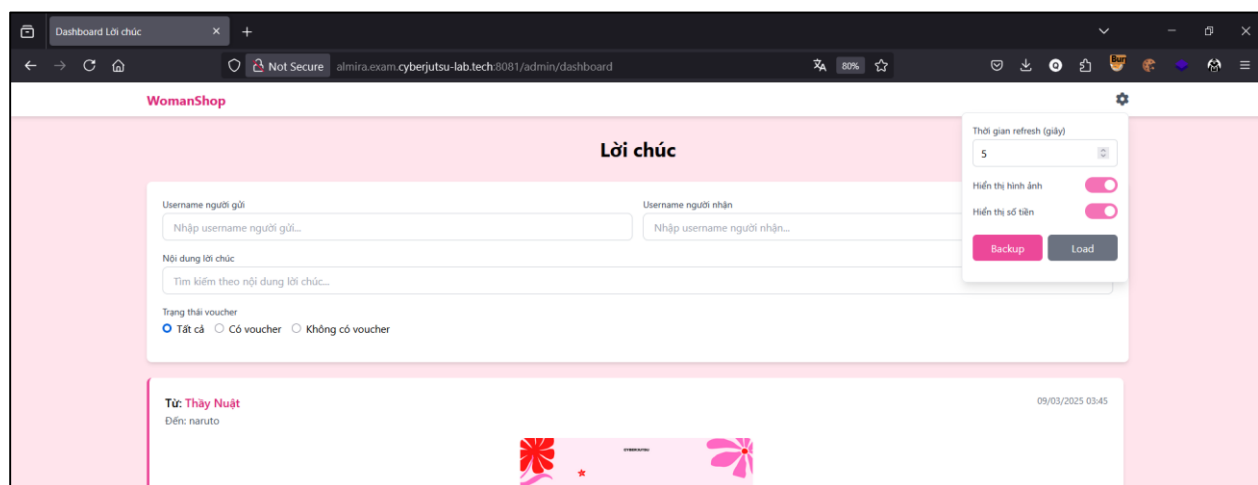 Dashboard Lời chúc
Not Secure almira.exam.cyberjutsu-lab.tech:8081/admin/dashboard 80%
WomanShop
Lời chúc
Thời gian refresh (giây)
5
Hiển thị hình ảnh
Hiển thị số tiền
Backup Load
Username người gửi
Username người nhận
Nhập username người gửi...
Nhập username người nhận...
Nội dung lời chúc
Tìm kiếm theo nội dung lời chúc...
Trạng thái voucher
Tất cả Có voucher Không có voucher
Từ: Thầy Nuật
09/03/2025 03:45
Đến: naruto
CYBERJUTSU